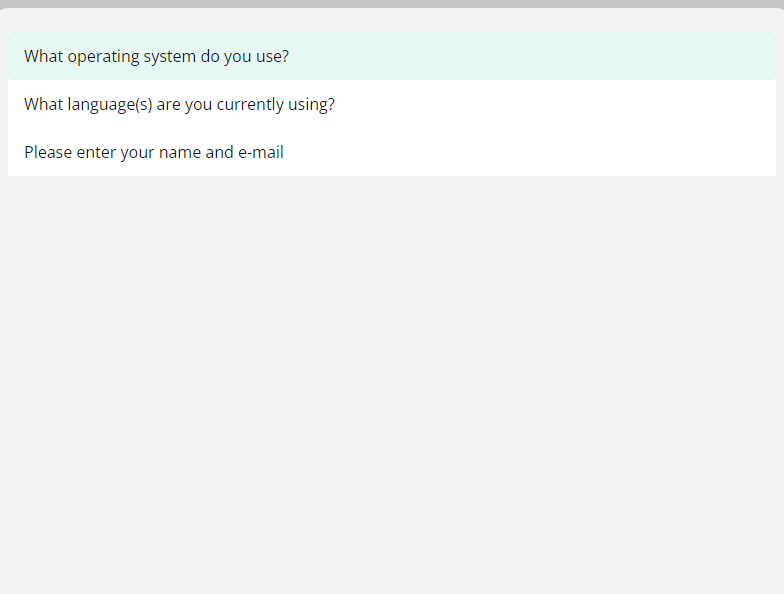 What operating system do you use?
What language(s) are you currently using?
Please enter your name and e-mail